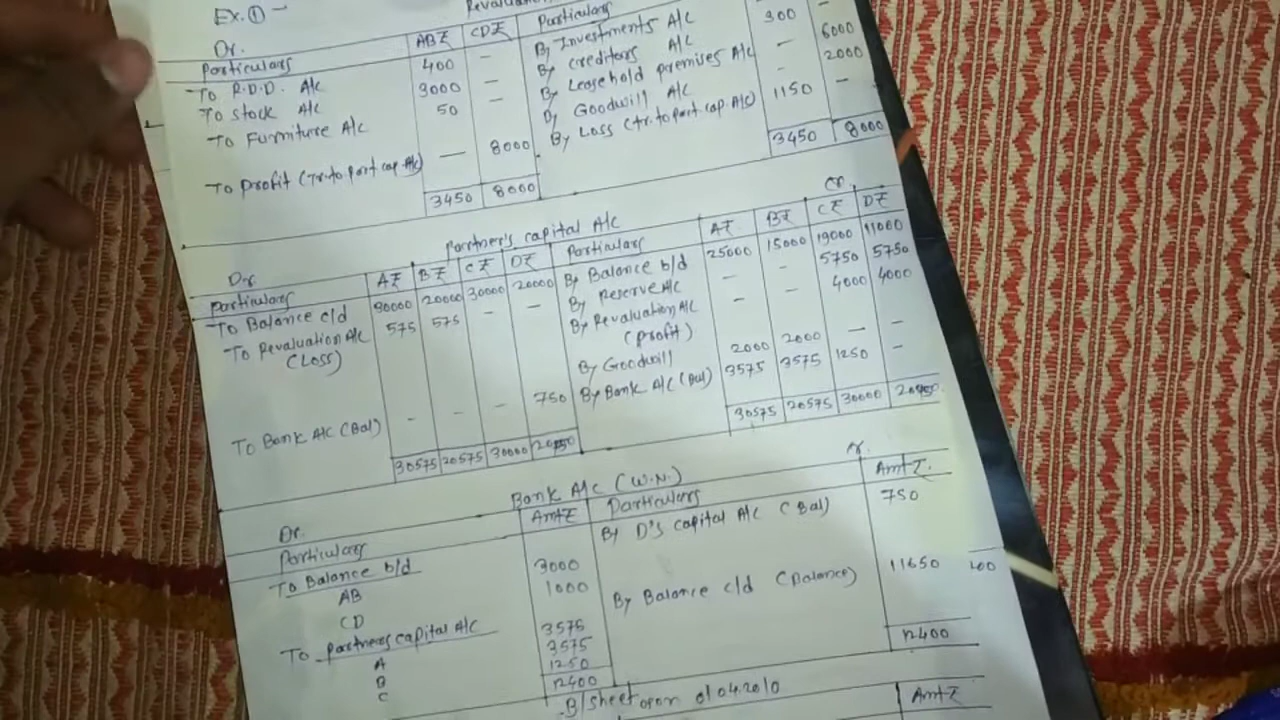 Ex. ① -
Dr.
Particulars AB₹ CD₹ Particulars
To R.D.D. A/c 400 - By Investments A/c 300 -
To Stock A/c 3000 - By creditors A/c - 6000
To Furniture A/c 50 - By Leasehold premises A/c - 2000
By Goodwill A/c
To Profit (Tr. to Part cap A/c) - 8000 By Loss (tr. to part. cap. A/c) 1150 -
3450 8000 3450 8000
Partner's capital A/c
Dr. Cr.
Particulars A₹ B₹ C₹ D₹ Particulars A₹ B₹ C₹ D₹
To Balance c/d 30000 20000 30000 20000 By Balance b/d 25000 15000 19000 11000
To Revaluation A/c 575 575 - - By Reserve A/c - - 5750 5750
(Loss) By Revaluation A/c - - 4000 4000
(profit)
By Goodwill 2000 2000 - -
To Bank A/c (Bal) - - - 750 By Bank A/c (Bal) 3575 3575 1250 -
30575 20575 30000 20750 30575 20575 30000 20750
Bank A/c (W.N.)
Dr. Cr.
Particulars Amt₹ Particulars Amt₹.
To Balance b/d By D's capital A/c (Bal) 750
AB 3000
CD 1000 By Balance c/d (Balance) 11650
To partners capital A/c
A 3575
B 3575
C 1250
12400 12400
B/Sheet as on 01.04.2010
Amt₹